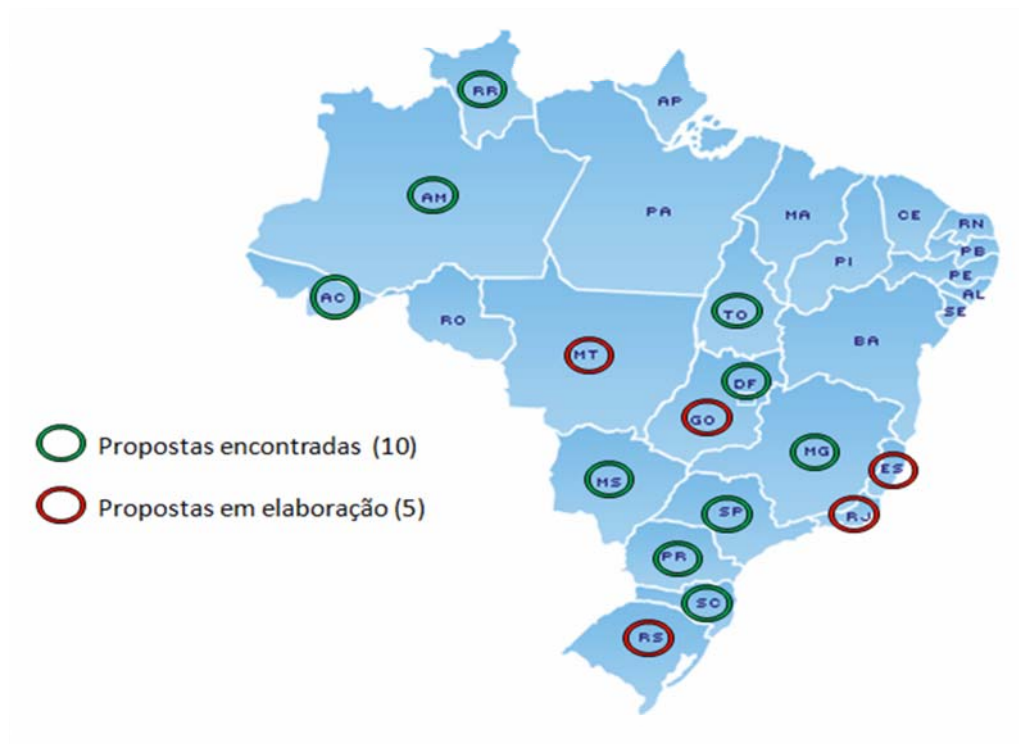 RR
AP
AM
PA
MA
CE
RN
PI
PB
PE
AC
AL
TO
SE
RO
BA
MT
DF
GO
Propostas encontradas (10)
MG
ES
MS
Propostas em elaboração (5)
SP
RJ
PR
SC
RS